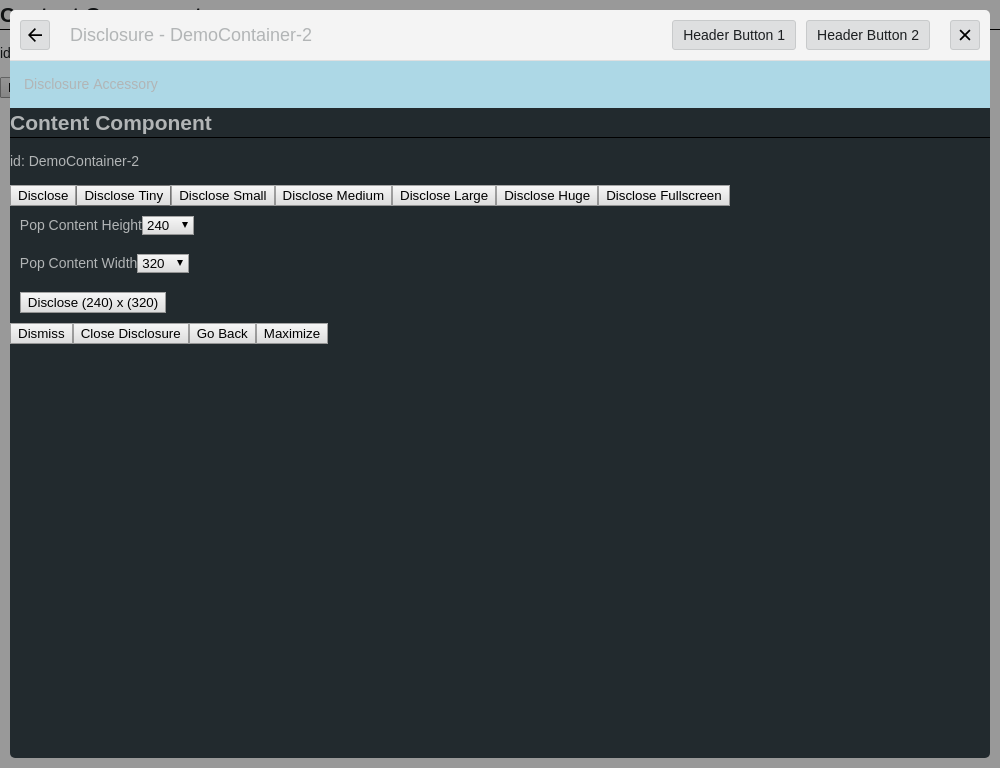 Disclosure - DemoContainer-2
Header Button 1
Header Button 2
Disclosure Accessory
Content Component
id: DemoContainer-2
Disclose Disclose Tiny Disclose Small Disclose Medium Disclose Large Disclose Huge Disclose Fullscreen
Pop Content Height 240
Pop Content Width 320
Disclose (240) x (320)
Dismiss Close Disclosure Go Back Maximize